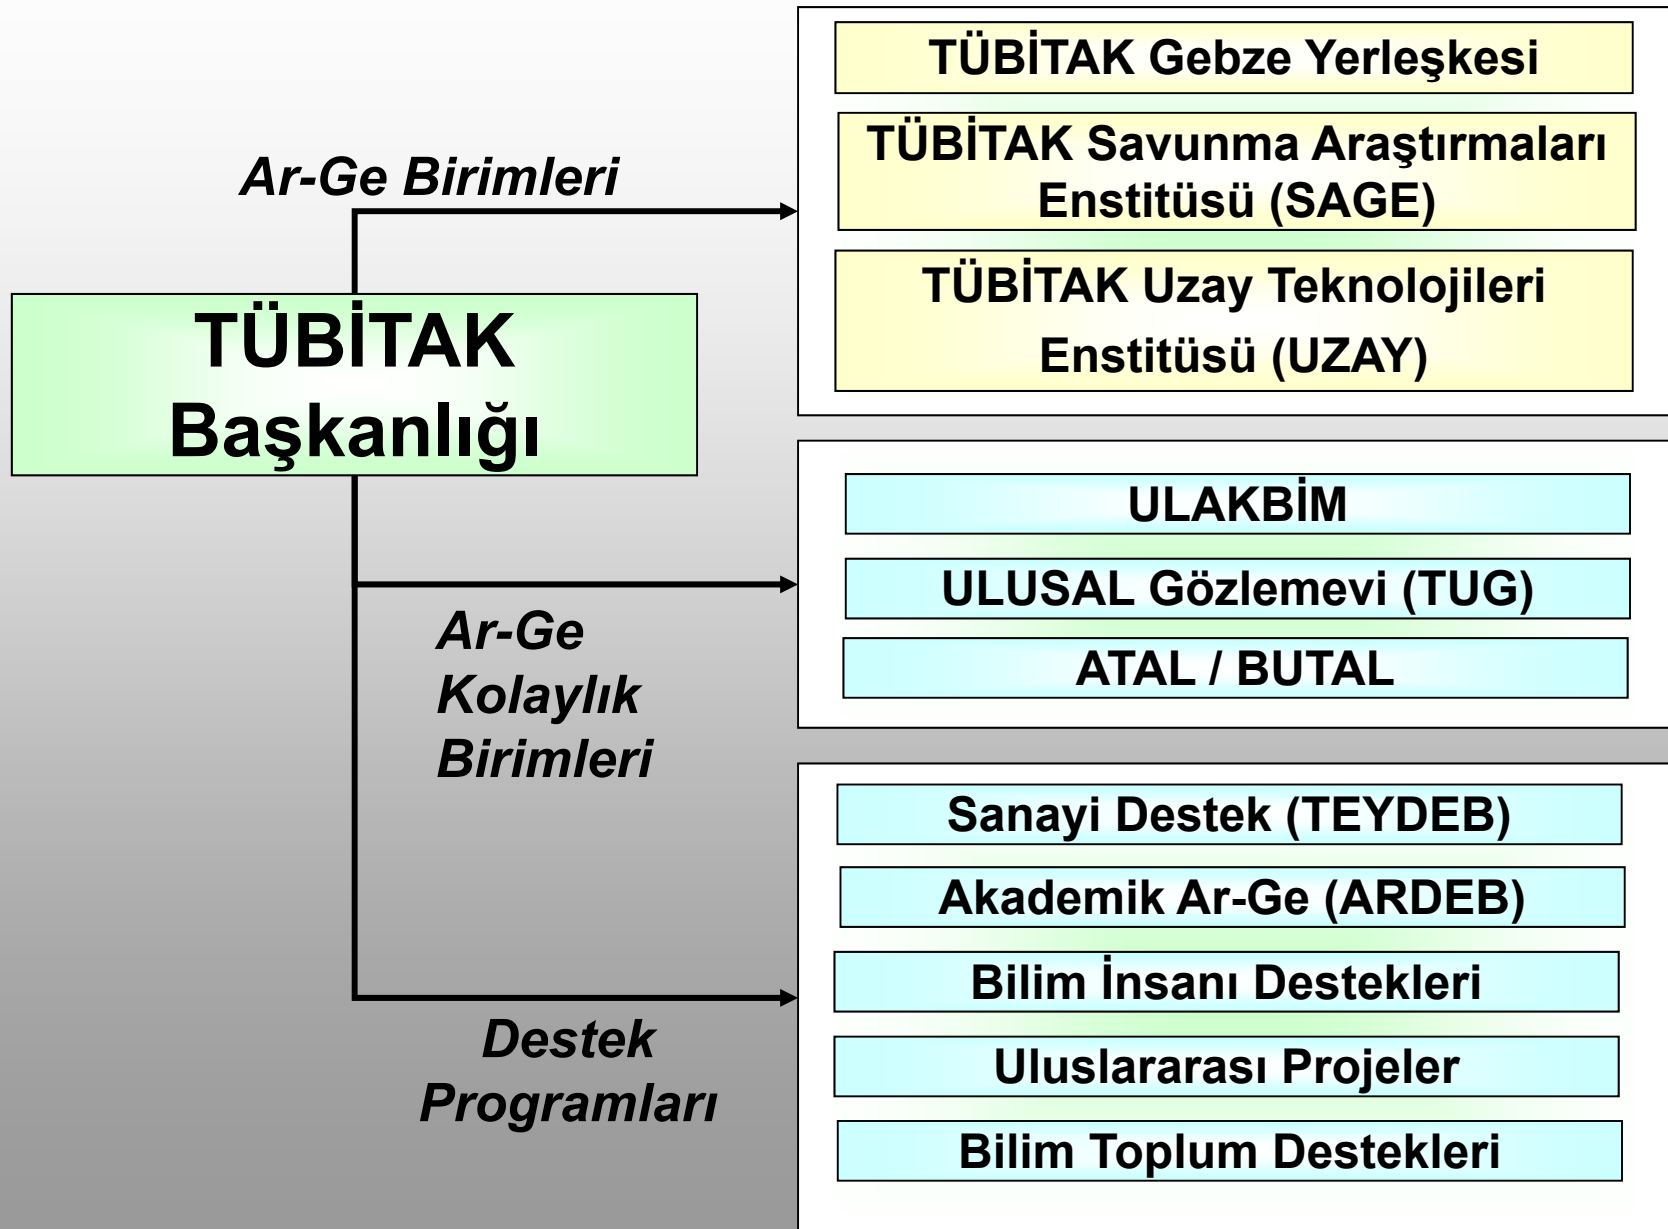 TÜBİTAK
Başkanlığı
Ar-Ge Birimleri
TÜBİTAK Gebze Yerleşkesi
TÜBİTAK Savunma Araştırmaları
Enstitüsü (SAGE)
TÜBİTAK Uzay Teknolojileri
Enstitüsü (UZAY)
Ar-Ge
Kolaylık
Birimleri
ULAKBİM
ULUSAL Gözlemevi (TUG)
ATAL / BUTAL
Destek
Programları
Sanayi Destek (TEYDEB)
Akademik Ar-Ge (ARDEB)
Bilim İnsanı Destekleri
Uluslararası Projeler
Bilim Toplum Destekleri